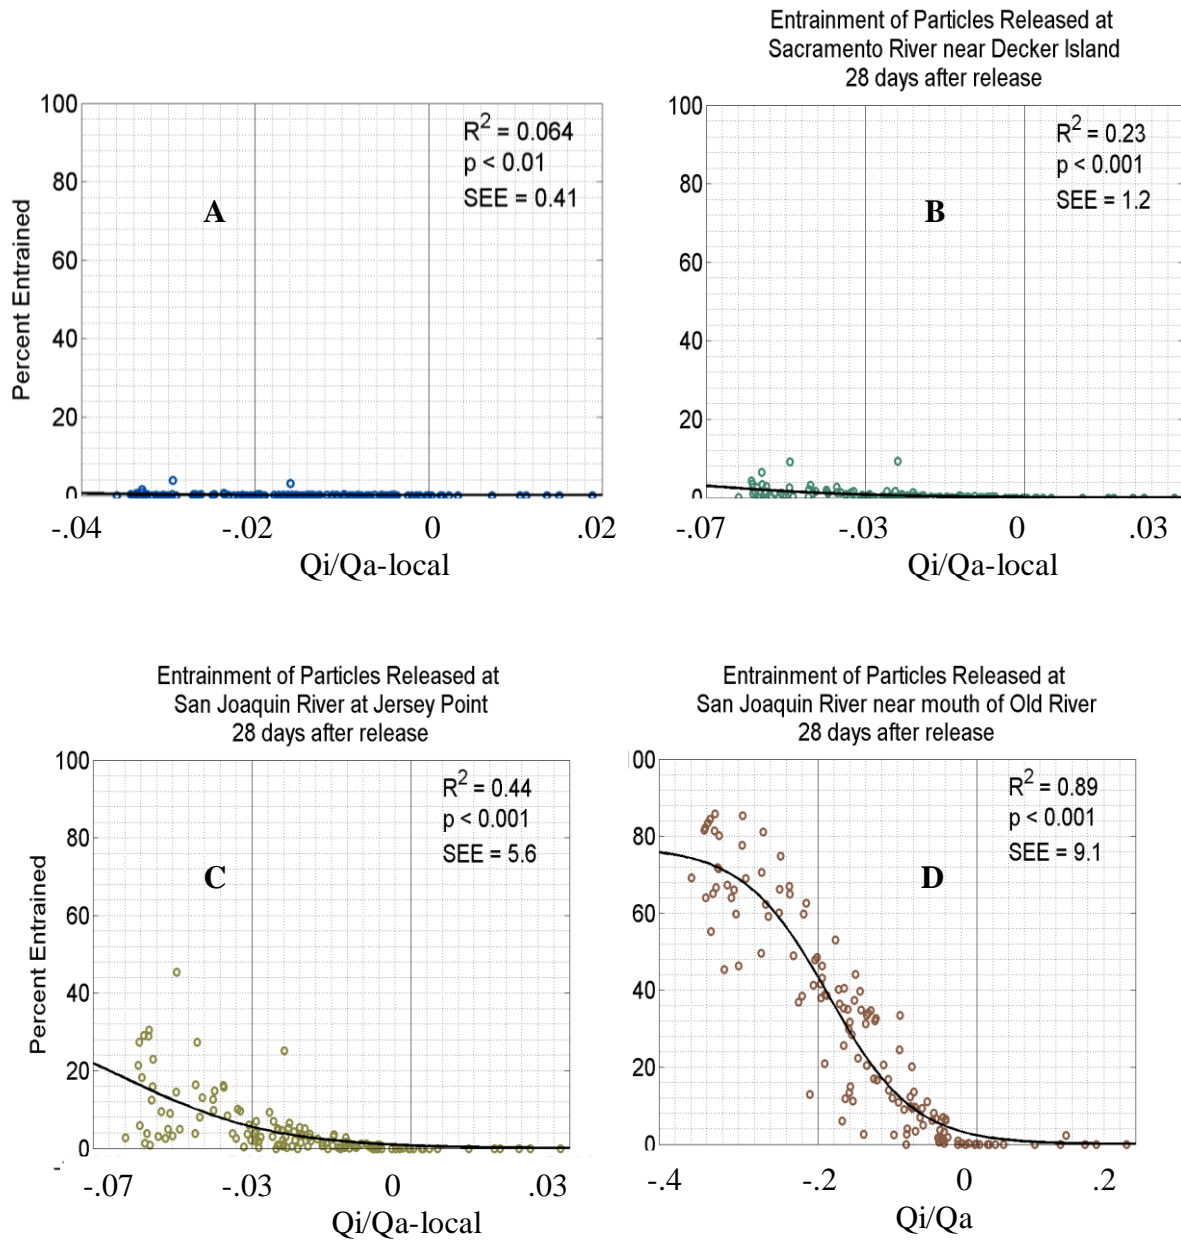 100
80
60
40
20
0
Percent Entrained
R2 = 0.064
p < 0.01
SEE = 0.41
A
-.04 -.02 0 .02
Qi/Qa-local
Entrainment of Particles Released at
Sacramento River near Decker Island
28 days after release
100
80
60
40
20
0
R2 = 0.23
p < 0.001
SEE = 1.2
B
-.07 -.03 0 .03
Qi/Qa-local
Entrainment of Particles Released at
San Joaquin River at Jersey Point
28 days after release
100
80
60
40
20
0
Percent Entrained
R2 = 0.44
p < 0.001
SEE = 5.6
C
-.07 -.03 0 .03
Qi/Qa-local
Entrainment of Particles Released at
San Joaquin River near mouth of Old River
28 days after release
00
80
60
40
20
0
R2 = 0.89
p < 0.001
SEE = 9.1
D
-.4 -.2 0 .2
Qi/Qa